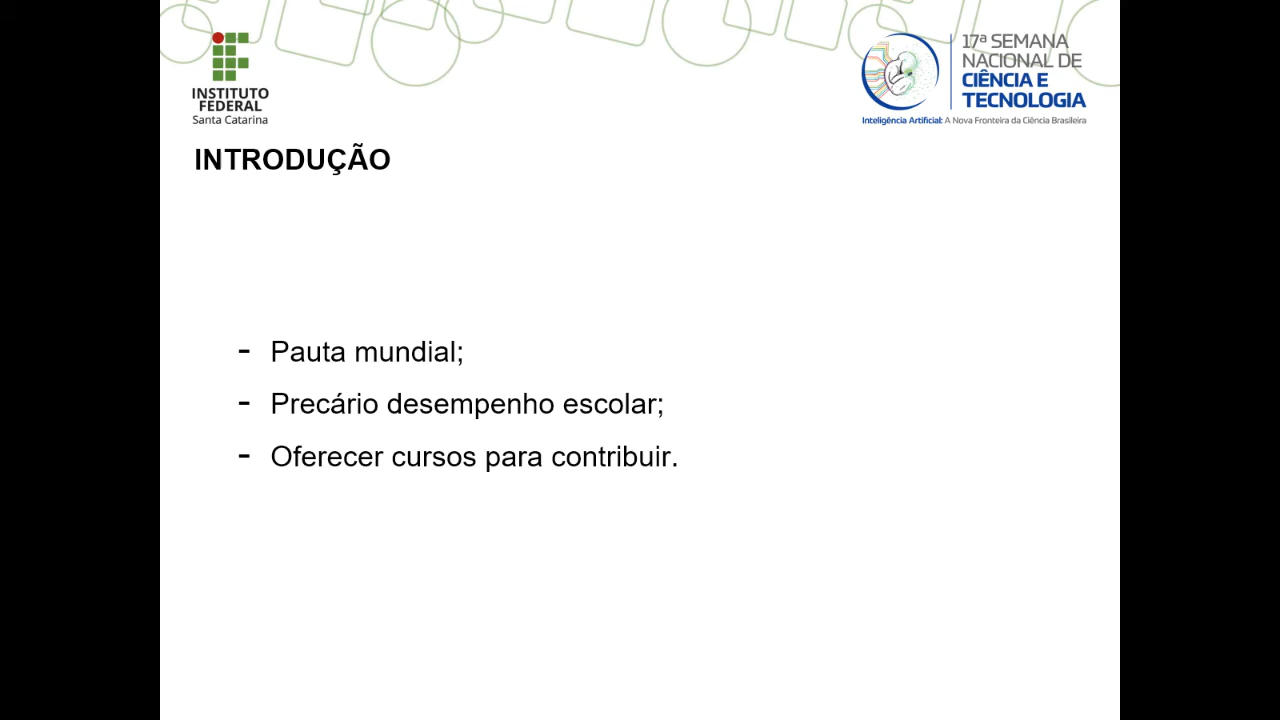 INSTITUTO
FEDERAL
Santa Catarina
17ª SEMANA
NACIONAL DE
CIÊNCIA E
TECNOLOGIA
Inteligência Artificial: A Nova Fronteira da Ciência Brasileira
INTRODUÇÃO
- Pauta mundial;
- Precário desempenho escolar;
- Oferecer cursos para contribuir.